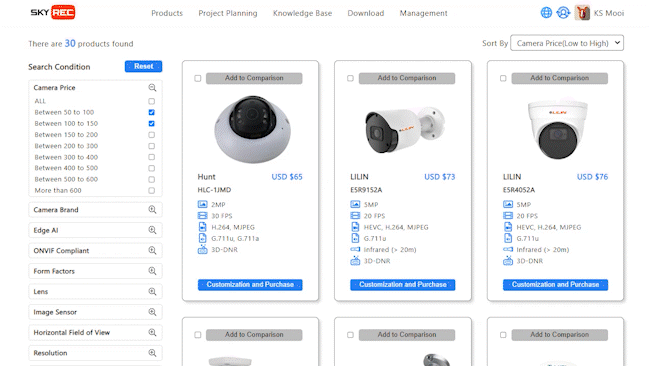 SKY REC
Products
Project Planning
Knowledge Base
Download
Management
KS Mooi
There are 30 products found
Sort By
Camera Price(Low to High)
Search Condition
Reset
Camera Price
ALL
Between 50 to 100
Between 100 to 150
Between 150 to 200
Between 200 to 300
Between 300 to 400
Between 400 to 500
Between 500 to 600
More than 600
Camera Brand
Edge AI
ONVIF Compliant
Form Factors
Lens
Image Sensor
Horizontal Field of View
Resolution
Add to Comparison
Hunt USD $65
HLC-1JMD
2MP
30 FPS
H.264, MJPEG
G.711u, G.711a
3D-DNR
Customization and Purchase
Add to Comparison
LILIN
LILIN USD $73
E5R9152A
5MP
20 FPS
HEVC, H.264, MJPEG
G.711u
Infrared (> 20m)
3D-DNR
Customization and Purchase
Add to Comparison
LILIN
LILIN USD $76
E5R4052A
5MP
20 FPS
HEVC, H.264, MJPEG
G.711u
Infrared (> 20m)
3D-DNR
Customization and Purchase
Add to Comparison
Add to Comparison
Add to Comparison